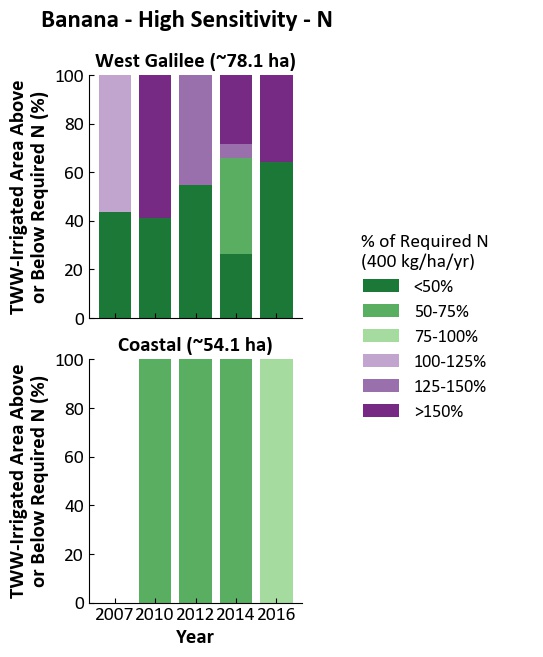 Banana - High Sensitivity - N
West Galilee (~78.1 ha)
TWW-Irrigated Area Above
or Below Required N (%)
100
80
60
40
20
0
Coastal (~54.1 ha)
TWW-Irrigated Area Above
or Below Required N (%)
100
80
60
40
20
0
2007 2010 2012 2014 2016
Year
% of Required N
(400 kg/ha/yr)
<50%
50-75%
75-100%
100-125%
125-150%
>150%